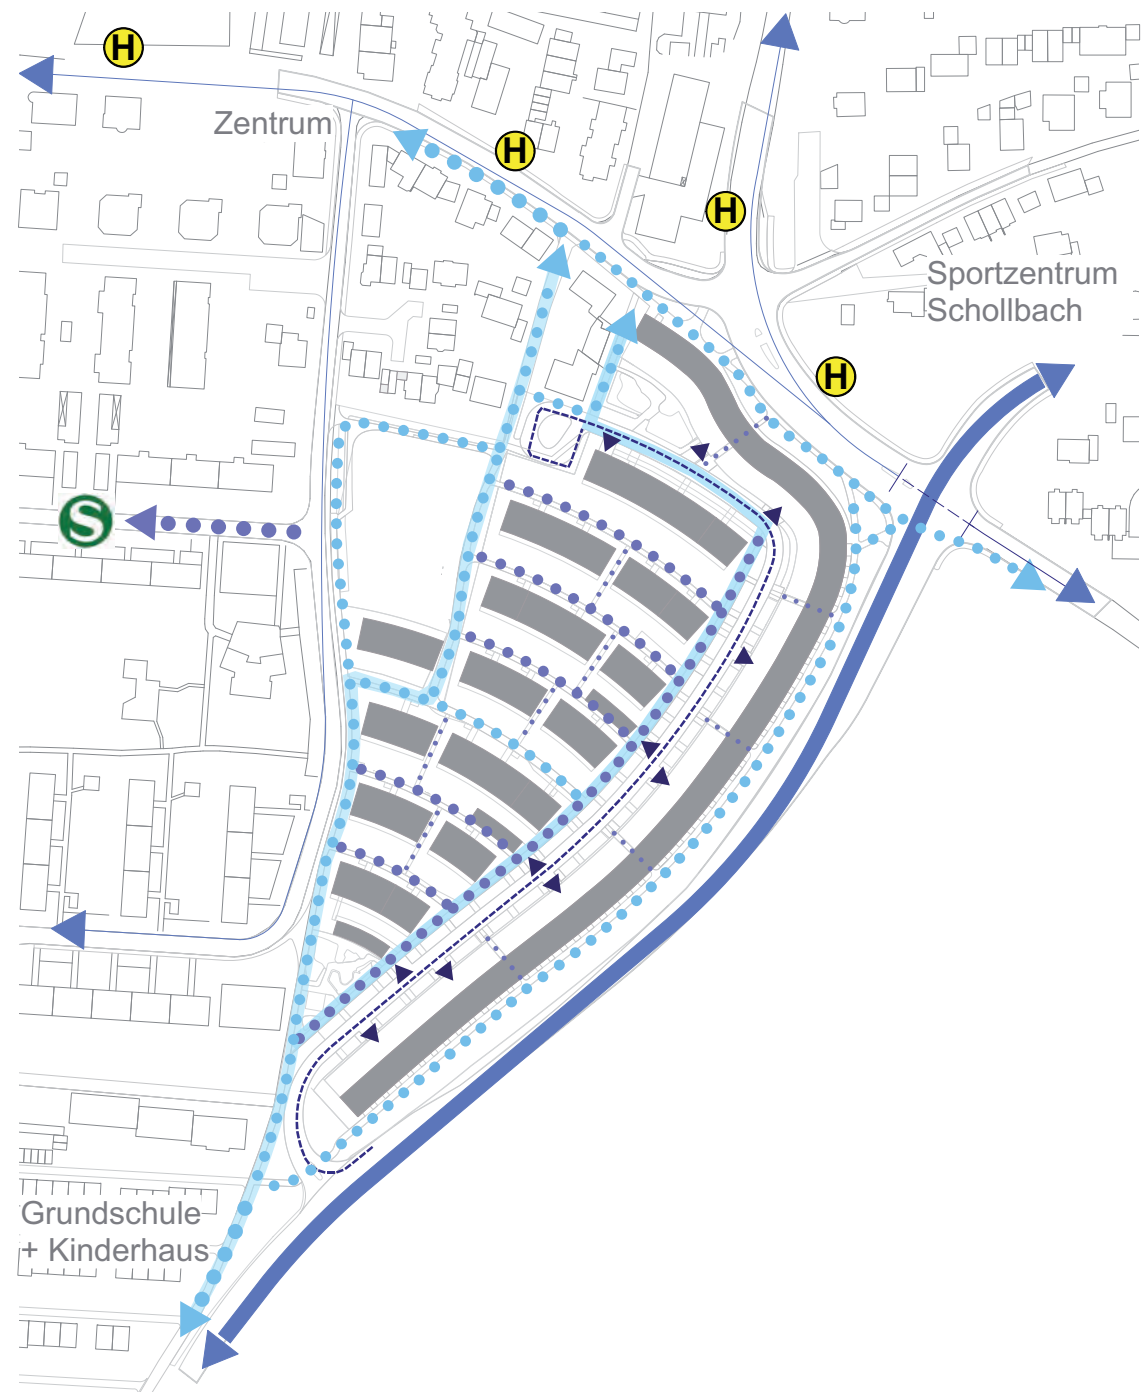 H
Zentrum
H
H
Sportzentrum
Schollbach
H
S
Grundschule
+ Kinderhaus